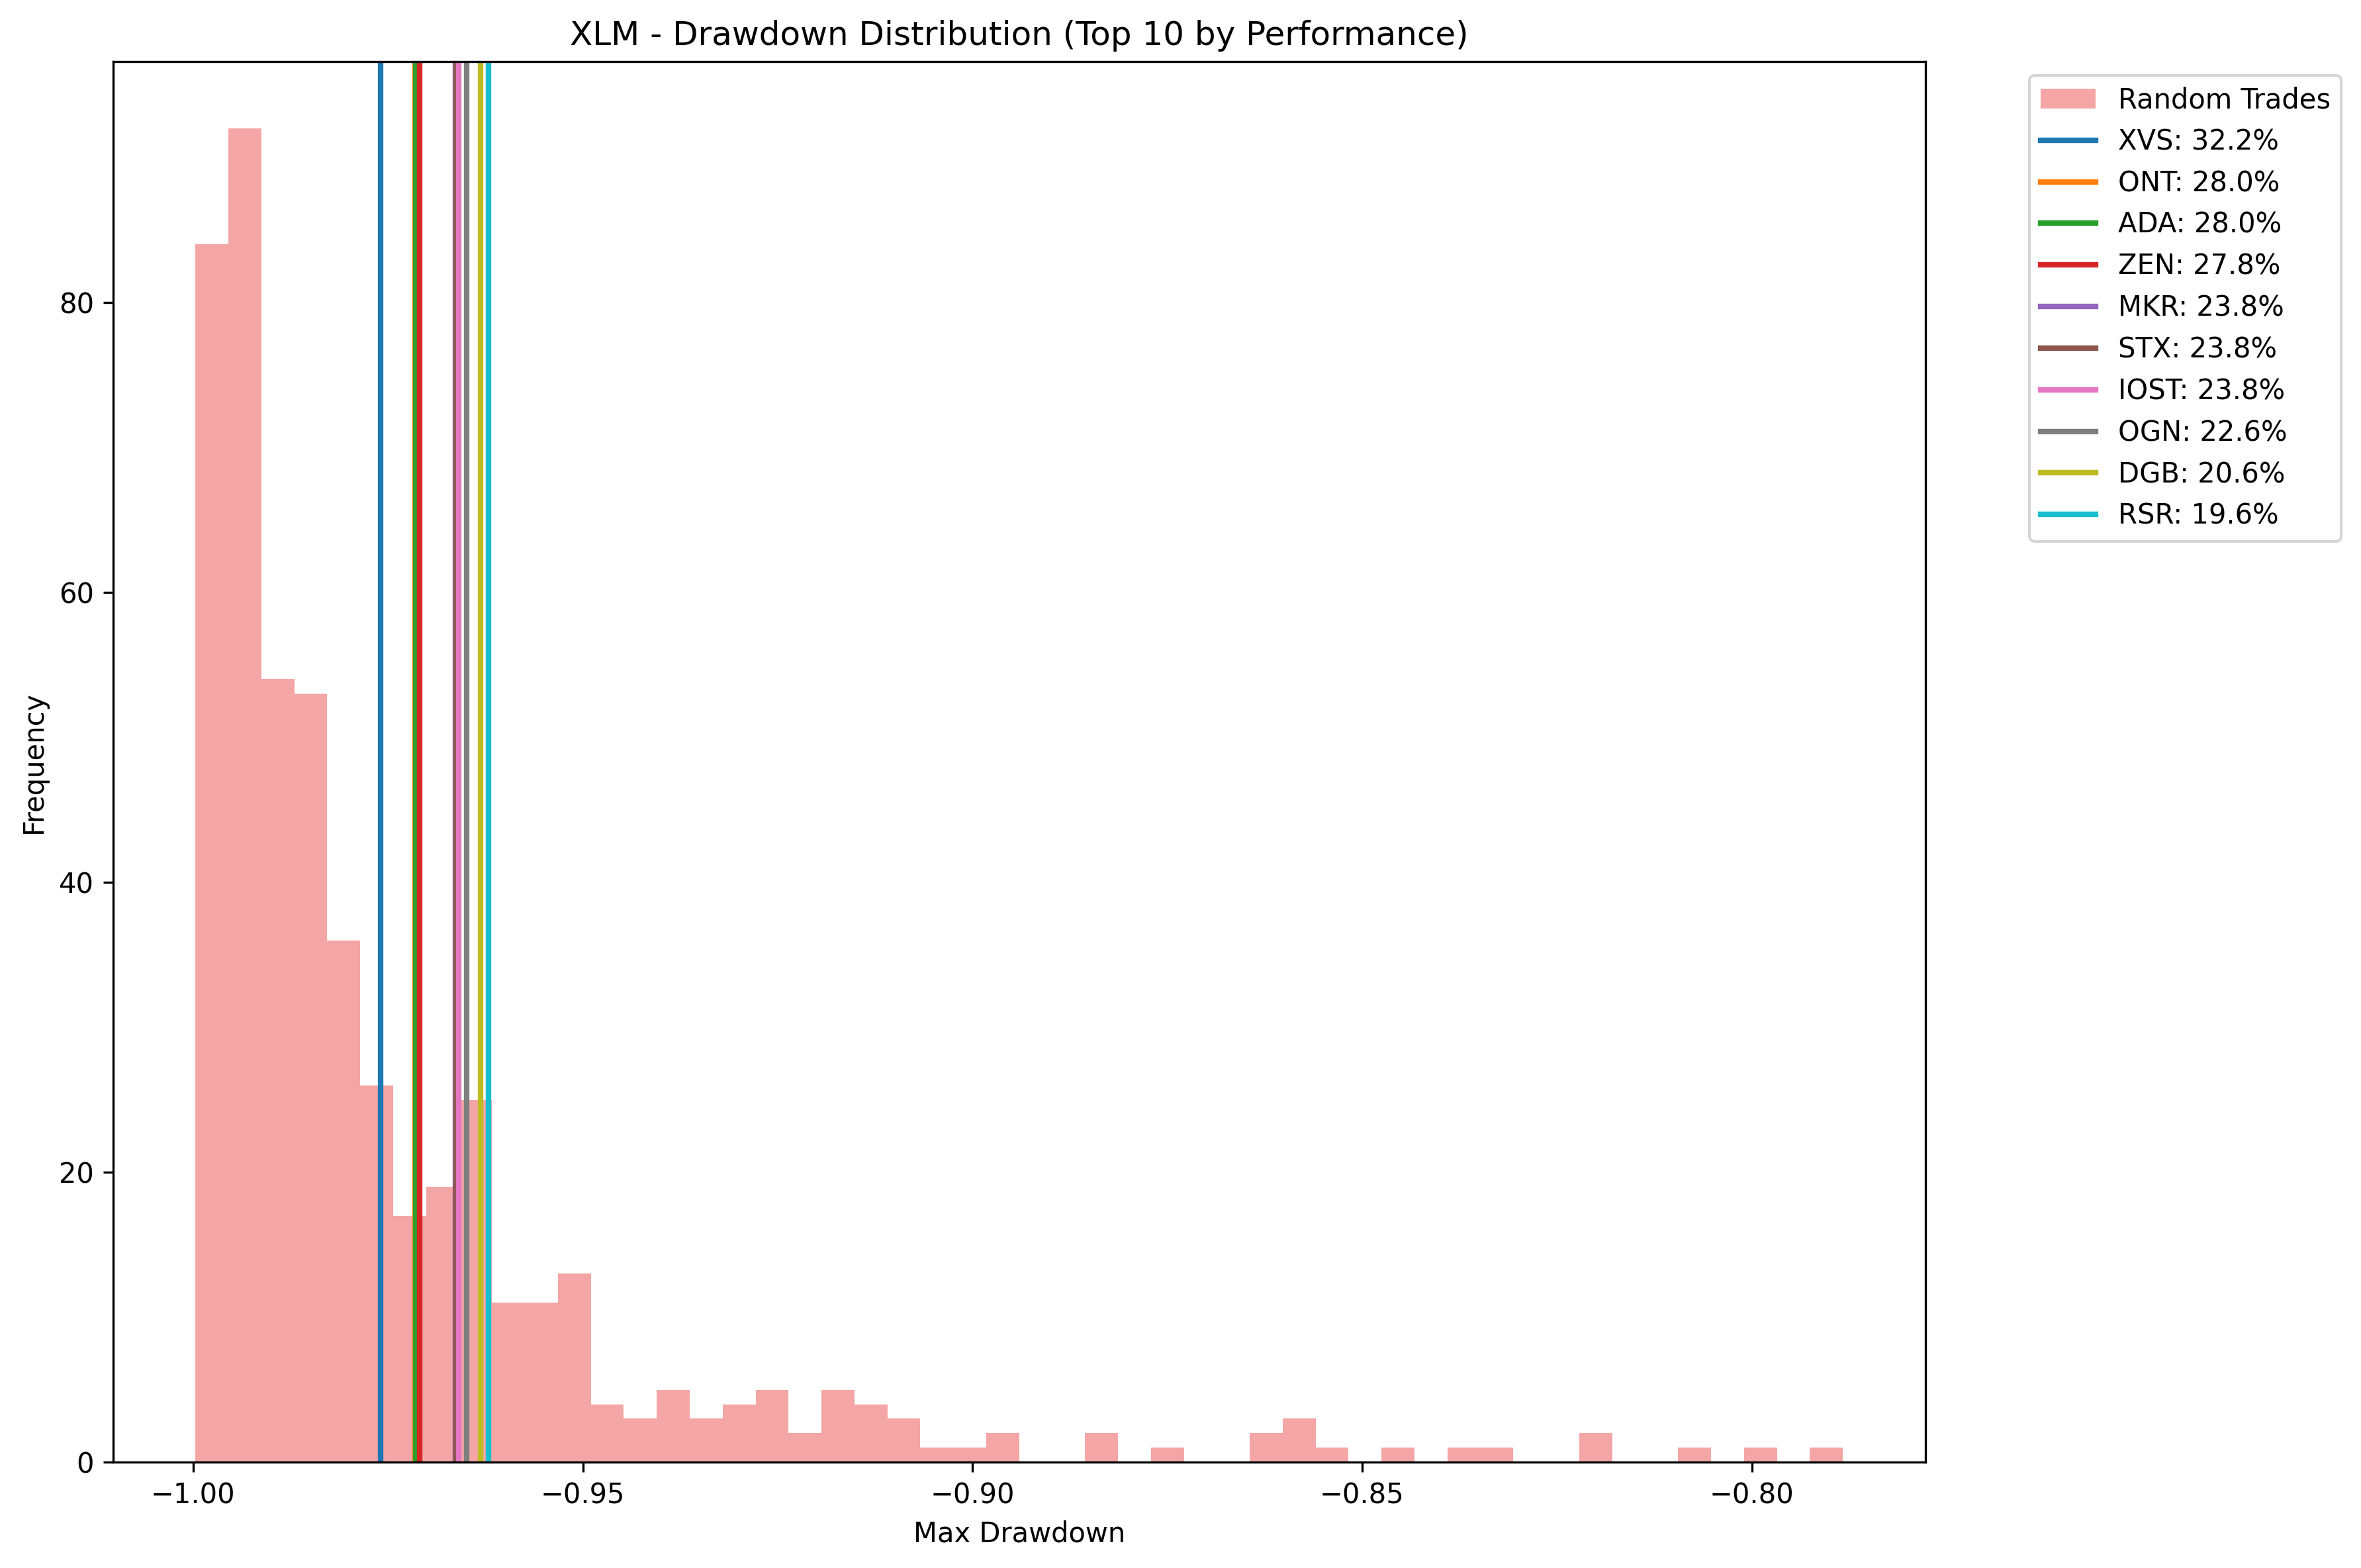 XLM - Drawdown Distribution (Top 10 by Performance)
Random Trades
XVS: 32.2%
ONT: 28.0%
ADA: 28.0%
ZEN: 27.8%
MKR: 23.8%
STX: 23.8%
IOST: 23.8%
OGN: 22.6%
DGB: 20.6%
RSR: 19.6%
Frequency
80
60
40
20
0
−1.00 −0.95 −0.90 −0.85 −0.80
Max Drawdown